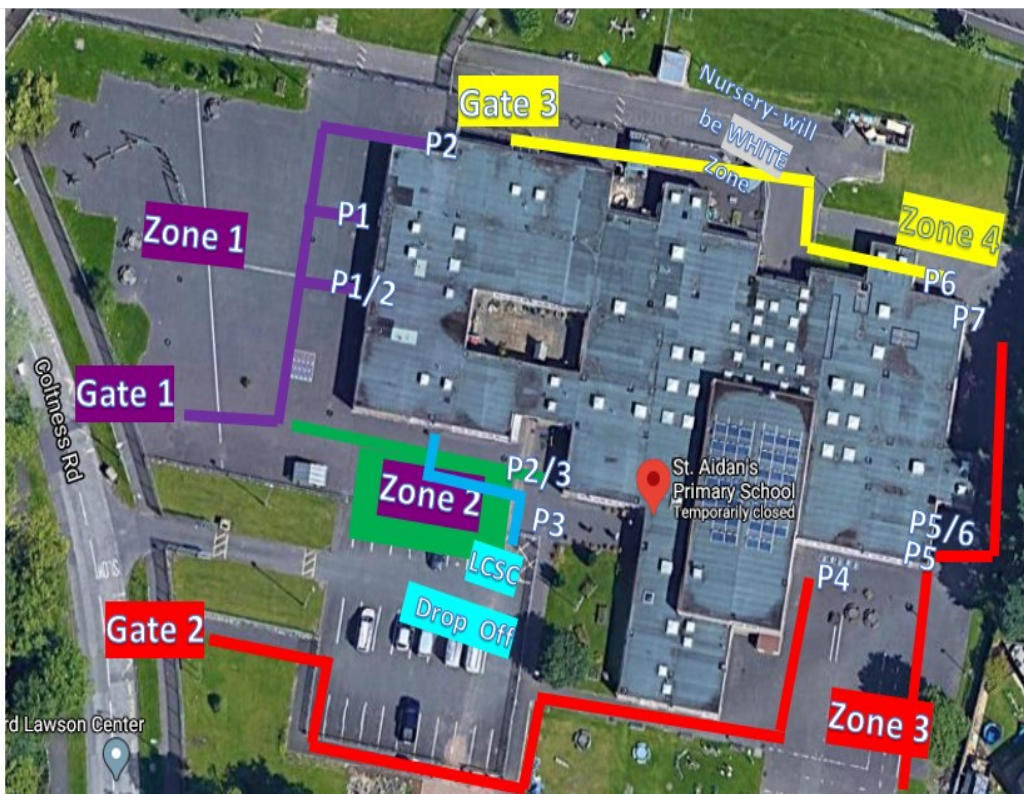 Gate 3
Nursery- will
be WHITE
Zone
P2
Zone 1
P1
Zone 4
P1/2
P6
P7
Gate 1
Coltness Rd
P2/3
St. Aidan's
Primary School
Temporarily closed
Zone 2
P3
P5/6
P5
LCSC
P4
Drop Off
Gate 2
Zone 3
rd Lawson Center